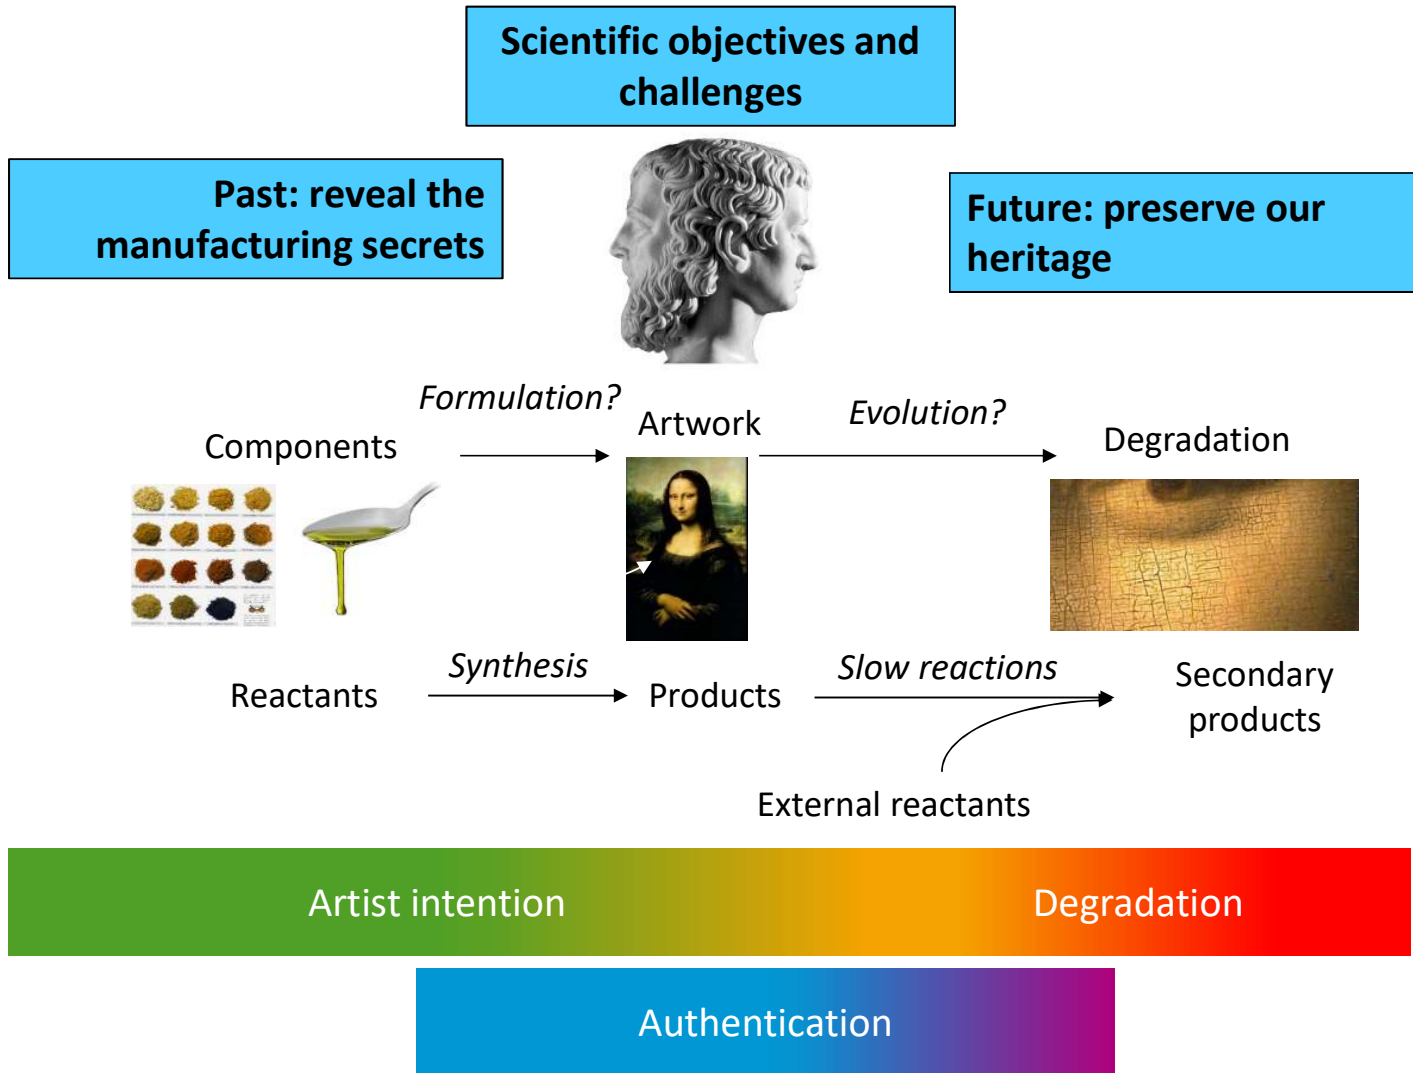 Scientific objectives and
challenges
Past: reveal the
manufacturing secrets
Future: preserve our
heritage
Formulation?
Artwork
Evolution?
Components
Degradation
Synthesis
Slow reactions
Reactants
Products
Secondary
products
External reactants
Artist intention
Degradation
Authentication